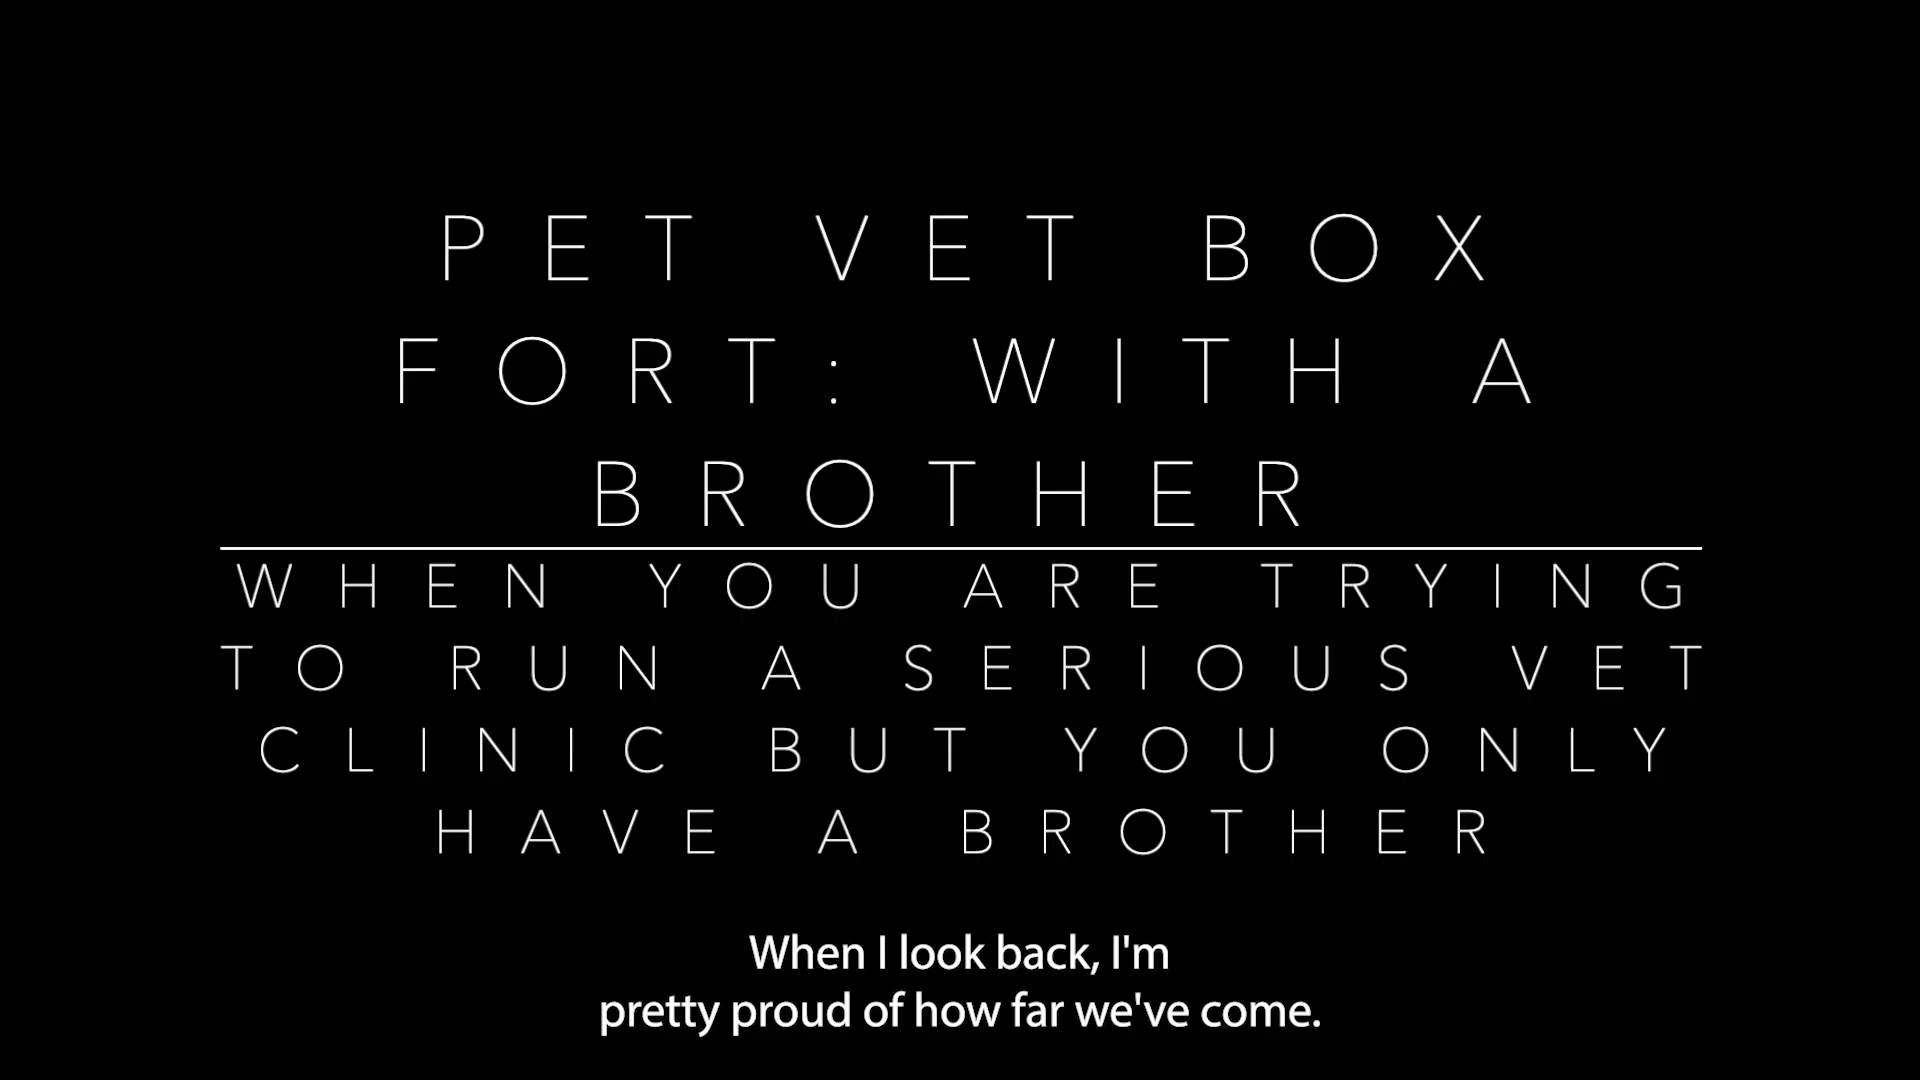 PET VET BOX
FORT: WITH A
BROTHER
WHEN YOU ARE TRYING
TO RUN A SERIOUS VET
CLINIC BUT YOU ONLY
HAVE A BROTHER
When I look back, I'm
pretty proud of how far we've come.